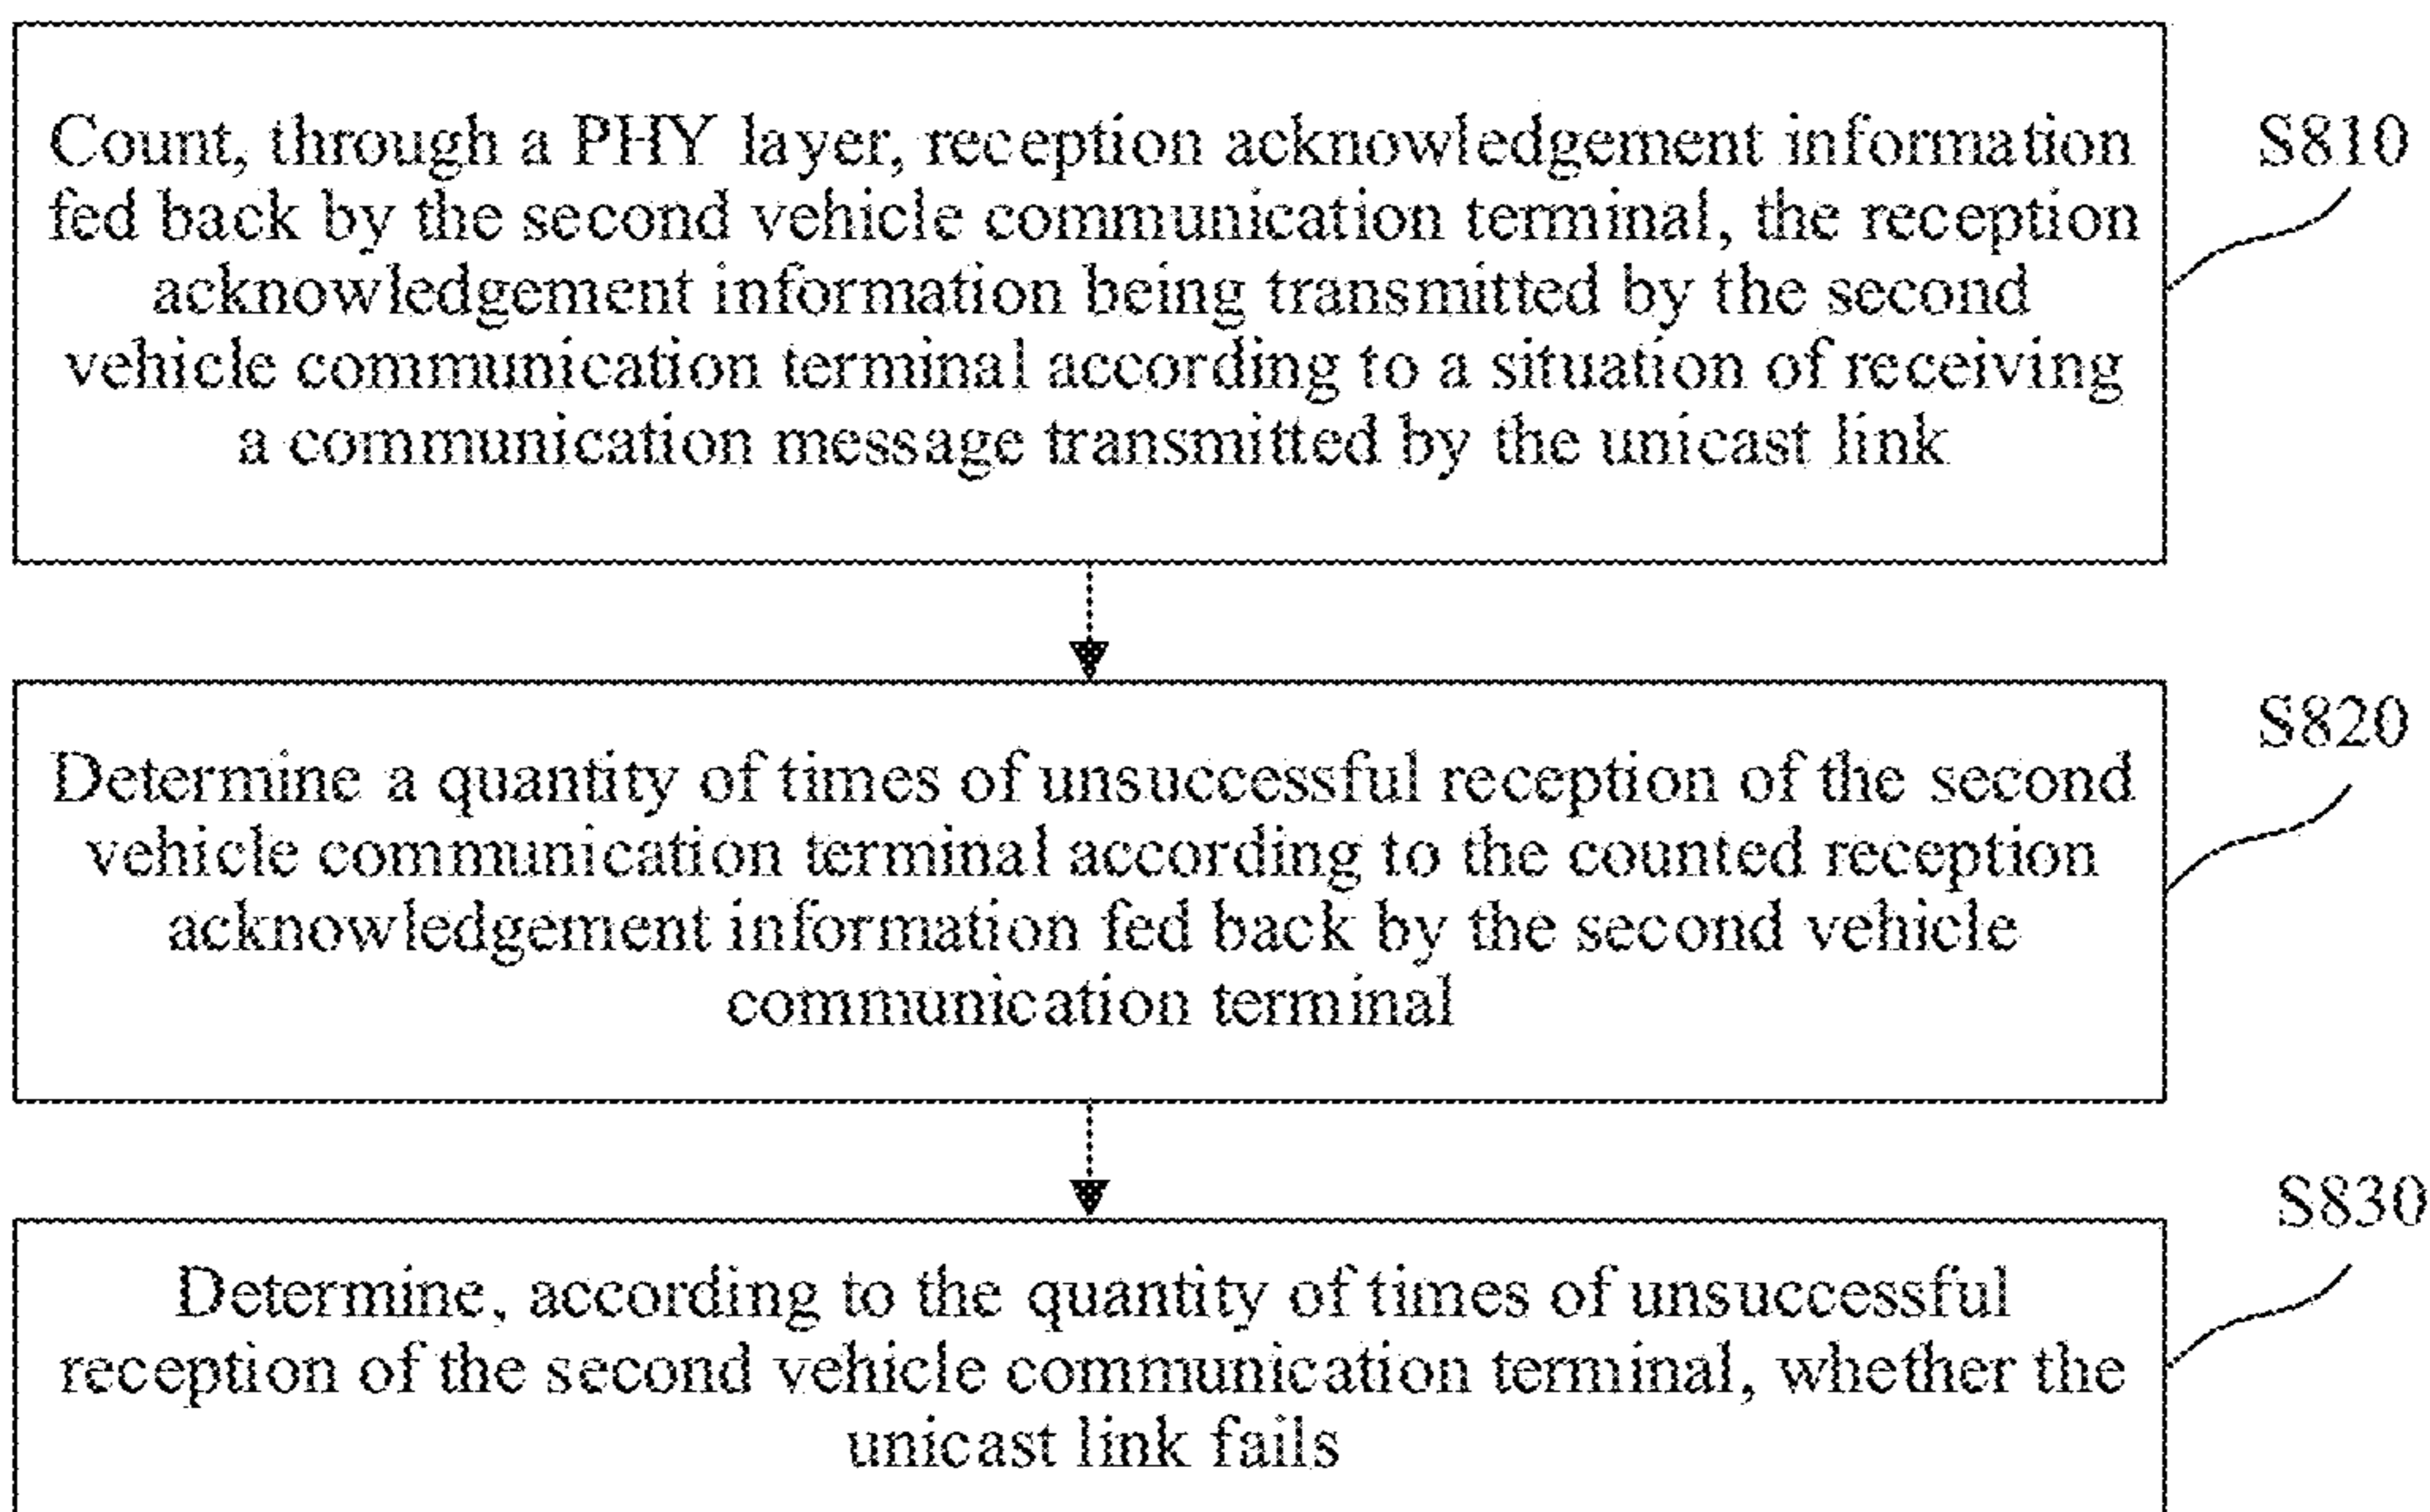 Count, through a PHY layer, reception acknowledgement information
fed back by the second vehicle communication terminal, the reception
acknowledgement information being transmitted by the second
vehicle communication terminal according to a situation of receiving
a communication message transmitted by the unicast link
S810
Determine a quantity of times of unsuccessful reception of the second
vehicle communication terminal according to the counted reception
acknowledgement information fed back by the second vehicle
communication terminal
S820
Determine, according to the quantity of times of unsuccessful
reception of the second vehicle communication terminal, whether the
unicast link fails
S830